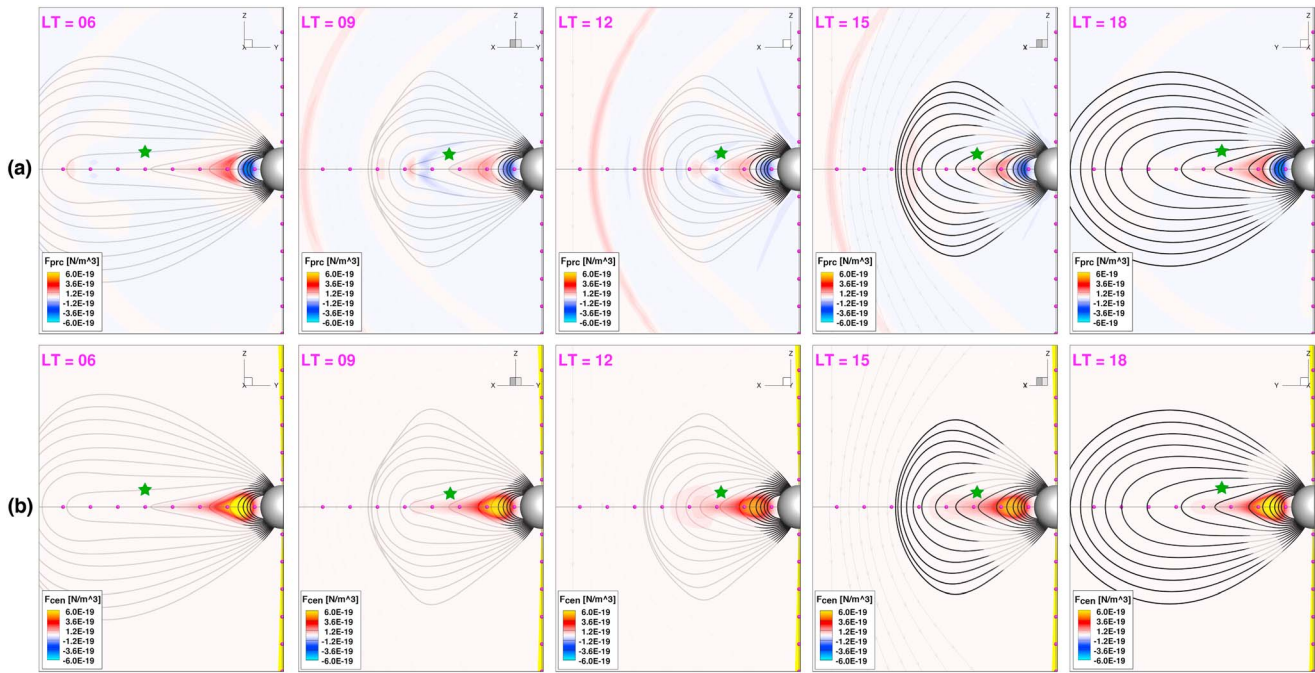 LT = 06
Z
X
Y
LT = 09
Z
X
Y
LT = 12
Z
X
LT = 15
Z
X
LT = 18
Z
Y
X
(a)
Fprc [N/m^3]
6.0E-19
3.6E-19
1.2E-19
-1.2E-19
-3.6E-19
-6.0E-19
Fprc [N/m^3]
6.0E-19
3.6E-19
1.2E-19
-1.2E-19
-3.6E-19
-6.0E-19
Fprc [N/m^3]
6.0E-19
3.6E-19
1.2E-19
-1.2E-19
-3.6E-19
-6.0E-19
Fprc [N/m^3]
6.0E-19
3.6E-19
1.2E-19
-1.2E-19
-3.6E-19
-6.0E-19
Fprc [N/m^3]
6E-19
3.6E-19
1.2E-19
-1.2E-19
-3.6E-19
-6E-19
LT = 06
Z
X
Y
LT = 09
Z
X
Y
LT = 12
Z
X
LT = 15
Z
X
LT = 18
Z
Y
X
(b)
Fcen [N/m^3]
6.0E-19
3.6E-19
1.2E-19
-1.2E-19
-3.6E-19
-6.0E-19
Fcen [N/m^3]
6.0E-19
3.6E-19
1.2E-19
-1.2E-19
-3.6E-19
-6.0E-19
Fcen [N/m^3]
6.0E-19
3.6E-19
1.2E-19
-1.2E-19
-3.6E-19
-6.0E-19
Fcen [N/m^3]
6.0E-19
3.6E-19
1.2E-19
-1.2E-19
-3.6E-19
-6.0E-19
Fcen [N/m^3]
6.0E-19
3.6E-19
1.2E-19
-1.2E-19
-3.6E-19
-6.0E-19